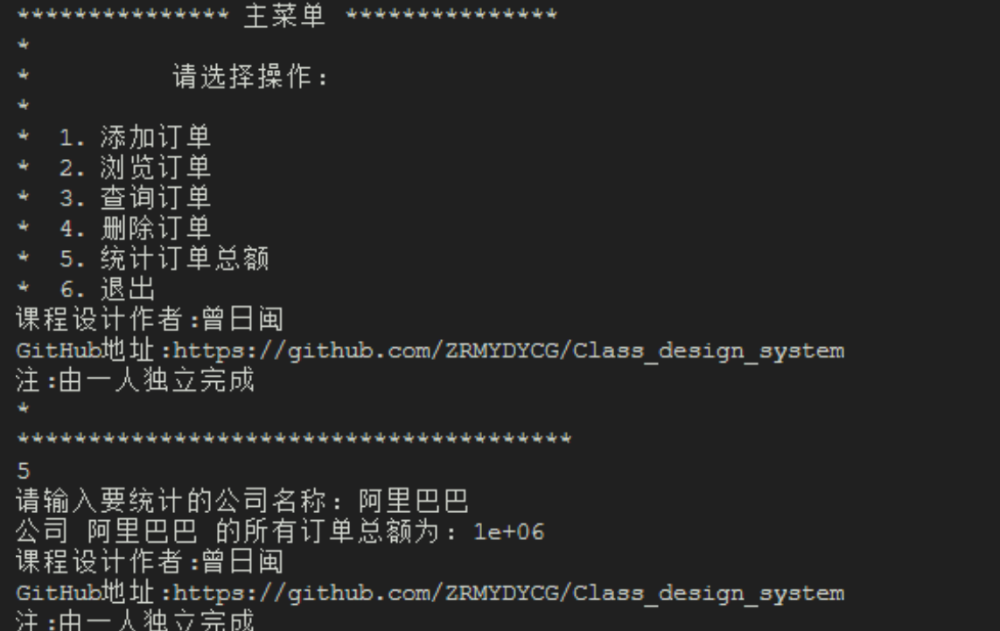 *************** 主菜单 ***************
*
*          请选择操作:
*
*  1. 添加订单
*  2. 浏览订单
*  3. 查询订单
*  4. 删除订单
*  5. 统计订单总额
*  6. 退出
课程设计作者:曾日闽
GitHub地址:https://github.com/ZRMYDYCG/Class_design_system
注:由一人独立完成
*
***************************************
5
请输入要统计的公司名称: 阿里巴巴
公司 阿里巴巴 的所有订单总额为: 1e+06
课程设计作者:曾日闽
GitHub地址:https://github.com/ZRMYDYCG/Class_design_system
注:由一人独立完成